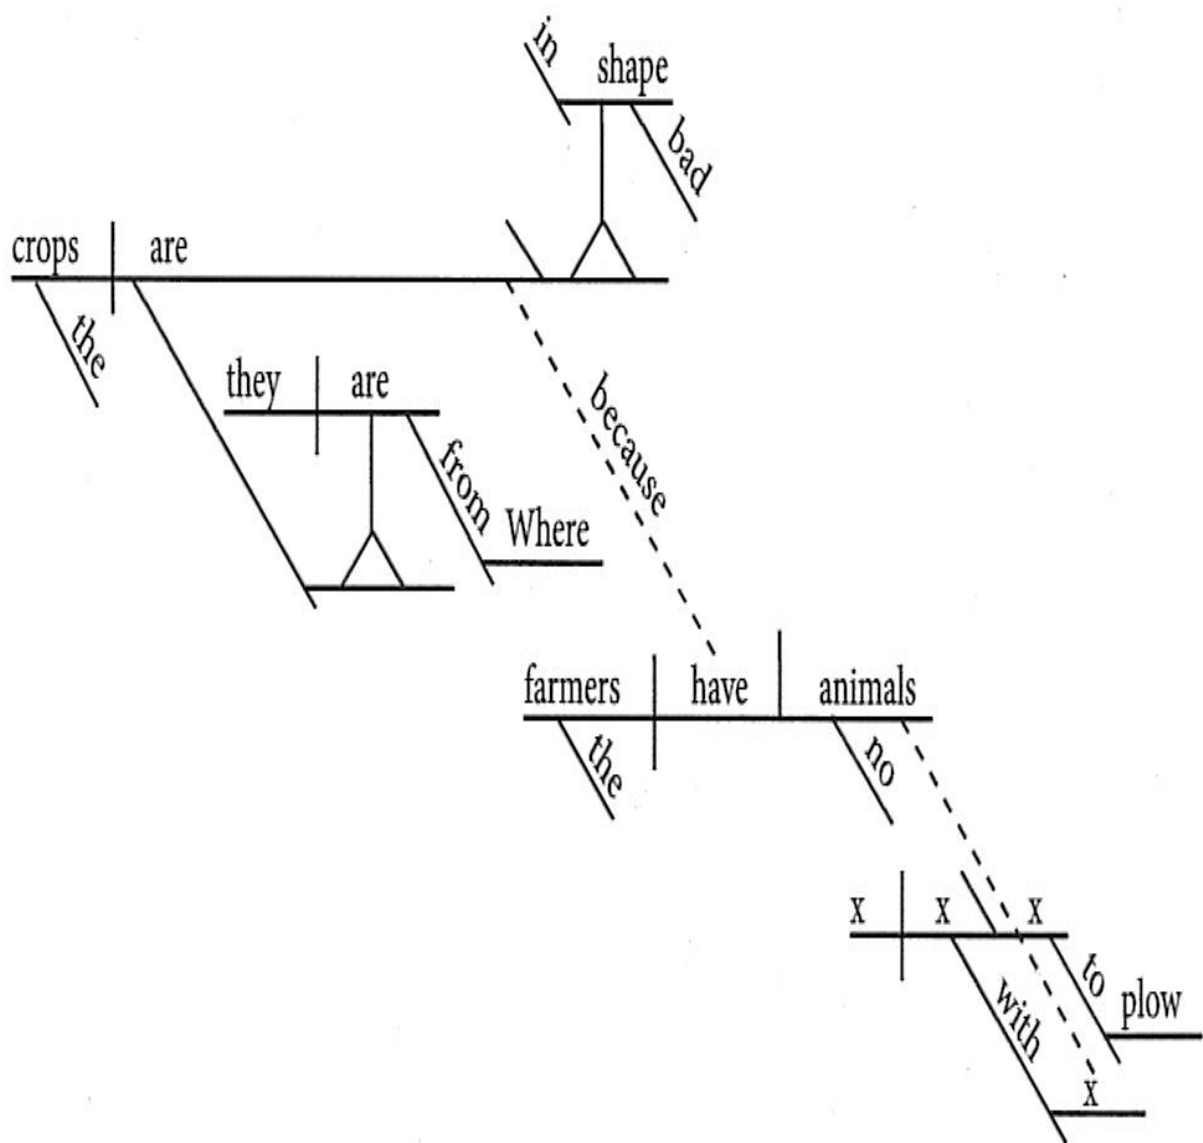 in
shape
bad
crops
are
the
they
are
because
from
Where
farmers
have
animals
the
no
x
x
x
to
plow
with
x